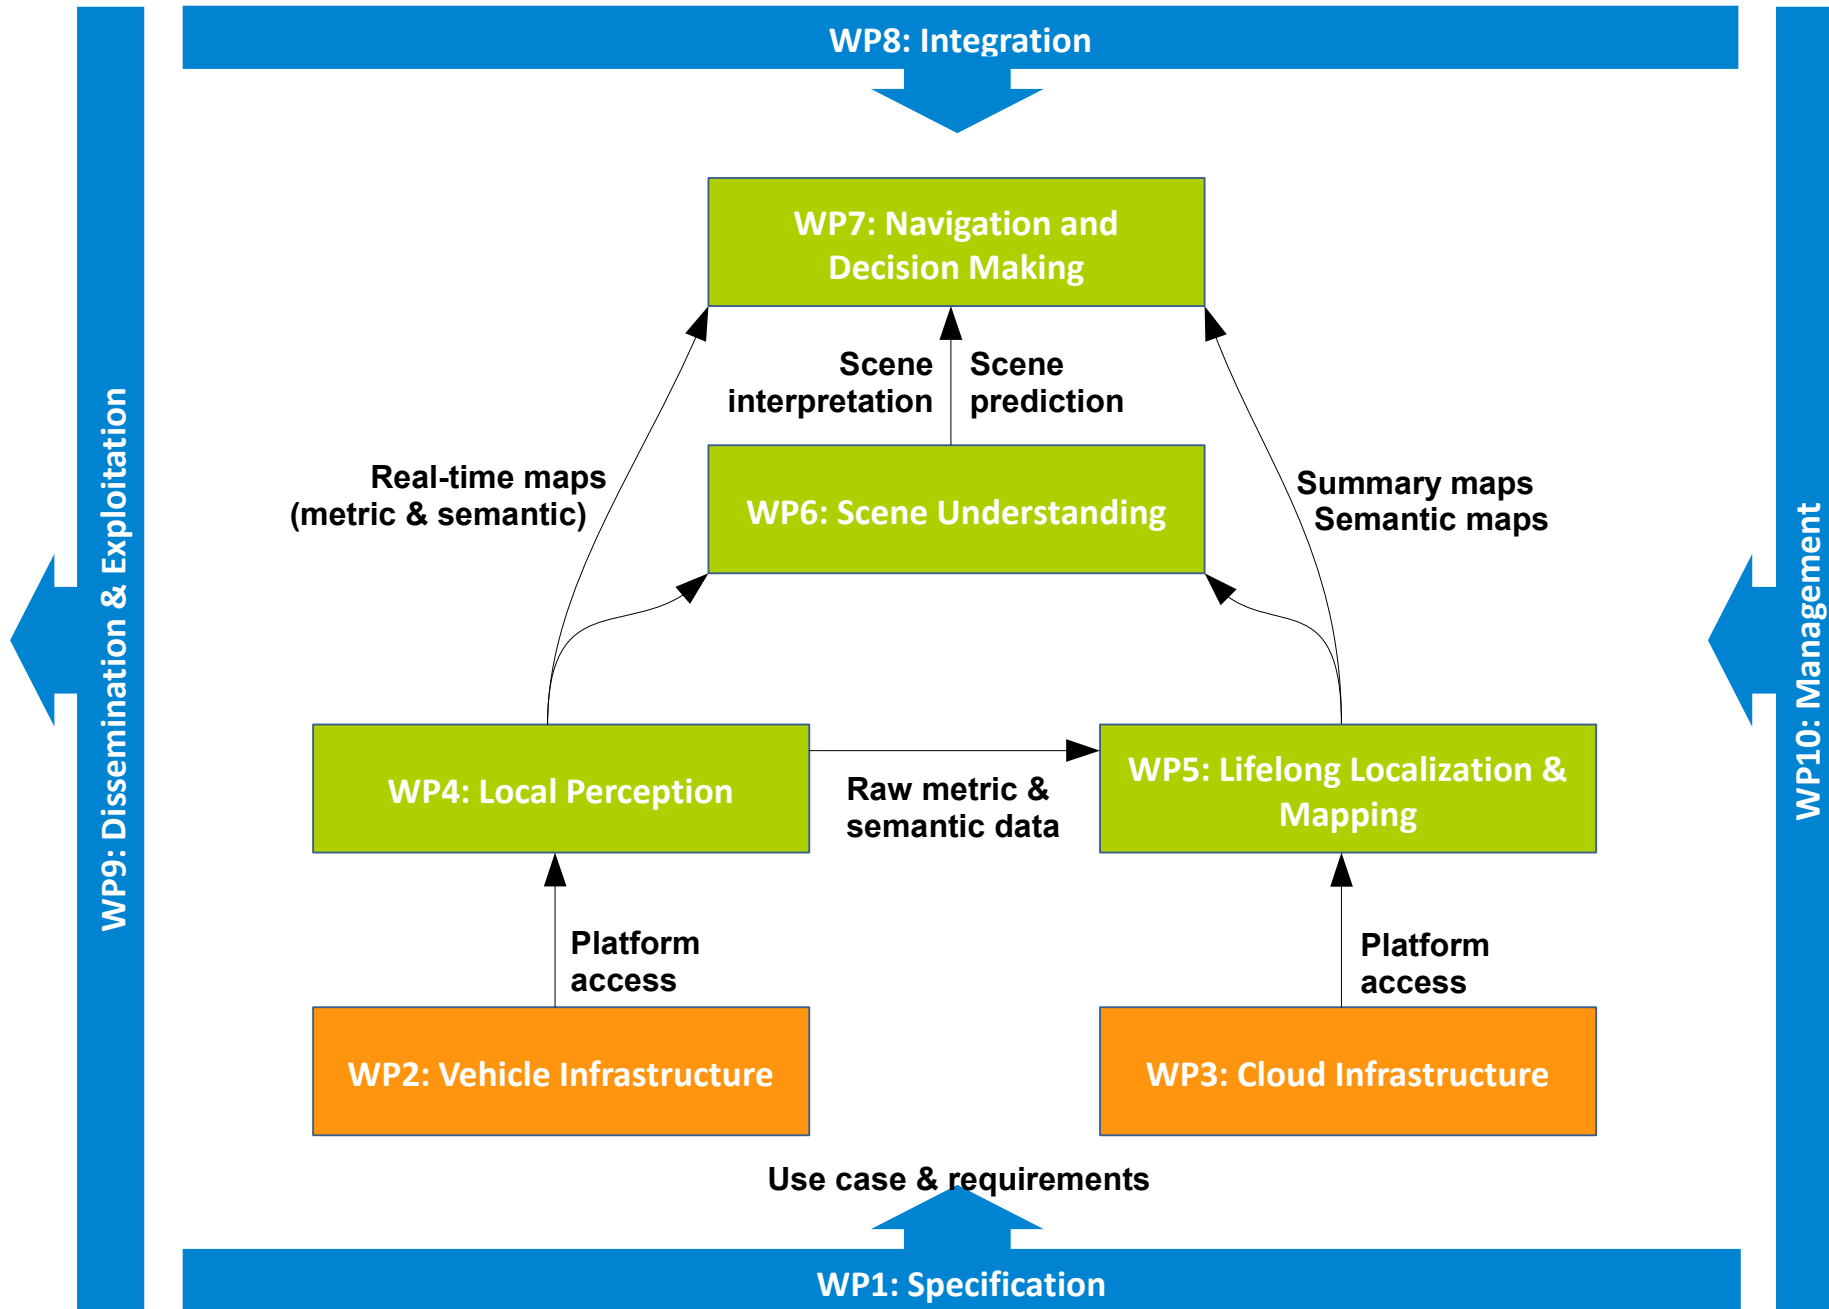 WP8: Integration
WP7: Navigation and
Decision Making
Scene
interpretation
Scene
prediction
Real-time maps
(metric & semantic)
WP6: Scene Understanding
Summary maps
Semantic maps
WP9: Dissemination & Exploitation
WP10: Management
WP4: Local Perception
Raw metric &
semantic data
WP5: Lifelong Localization &
Mapping
Platform
access
Platform
access
WP2: Vehicle Infrastructure
WP3: Cloud Infrastructure
Use case & requirements
WP1: Specification